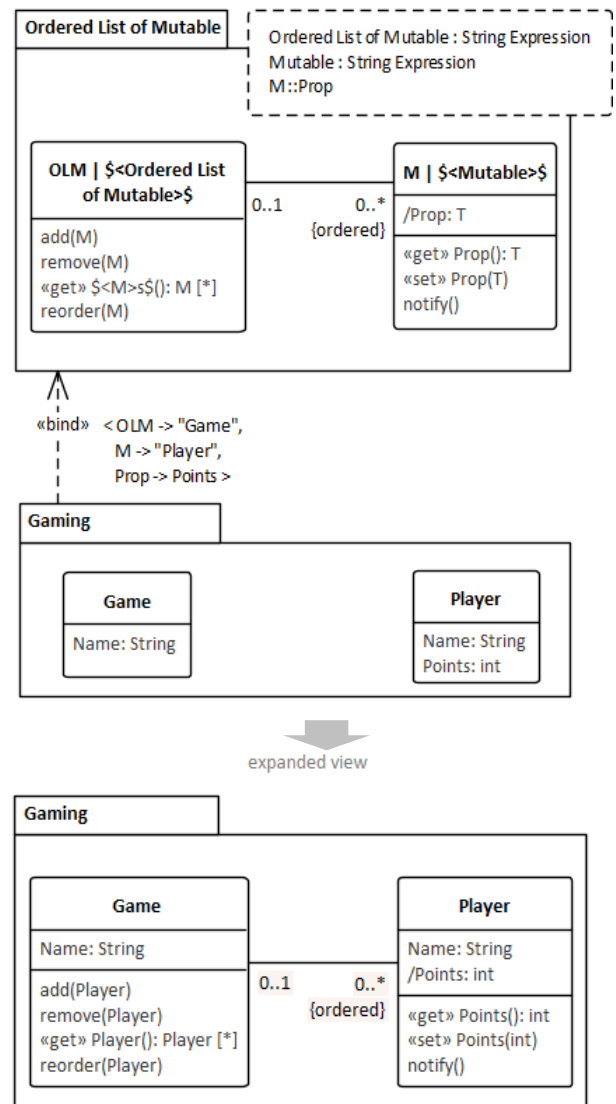 Ordered List of Mutable
Ordered List of Mutable : String Expression
Mutable : String Expression
M::Prop
OLM | $<Ordered List
of Mutable>$
add(M)
remove(M)
«get» $<M>s$(): M [*]
reorder(M)
0..1
0..*
{ordered}
M | $<Mutable>$
/Prop: T
«get» Prop(): T
«set» Prop(T)
notify()
«bind»
< OLM -> "Game",
M -> "Player",
Prop -> Points >
Gaming
Game
Name: String
Player
Name: String
Points: int
expanded view
Gaming
Game
Name: String
add(Player)
remove(Player)
«get» Player(): Player [*]
reorder(Player)
0..1
0..*
{ordered}
Player
Name: String
/Points: int
«get» Points(): int
«set» Points(int)
notify()